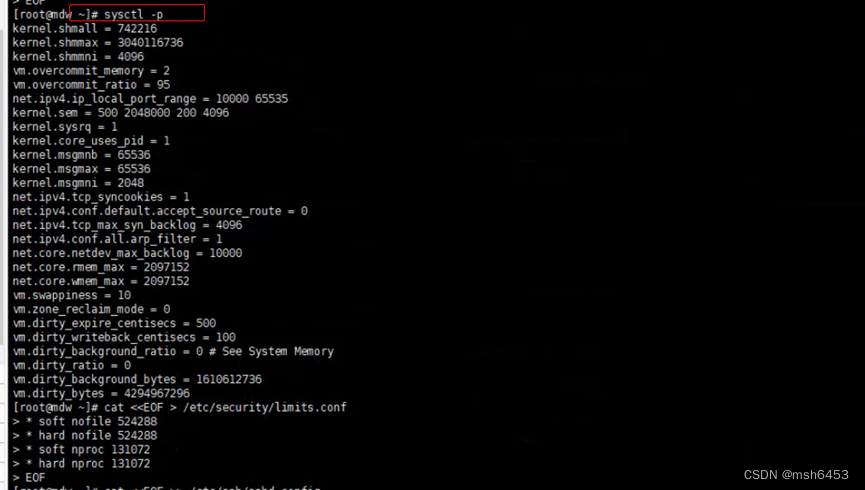 > EOF
[root@mdw ~]# sysctl -p
kernel.shmall = 742216
kernel.shmmax = 3040116736
kernel.shmmni = 4096
vm.overcommit_memory = 2
vm.overcommit_ratio = 95
net.ipv4.ip_local_port_range = 10000 65535
kernel.sem = 500 2048000 200 4096
kernel.sysrq = 1
kernel.core_uses_pid = 1
kernel.msgmnb = 65536
kernel.msgmax = 65536
kernel.msgmni = 2048
net.ipv4.tcp_syncookies = 1
net.ipv4.conf.default.accept_source_route = 0
net.ipv4.tcp_max_syn_backlog = 4096
net.ipv4.conf.all.arp_filter = 1
net.core.netdev_max_backlog = 10000
net.core.rmem_max = 2097152
net.core.wmem_max = 2097152
vm.swappiness = 10
vm.zone_reclaim_mode = 0
vm.dirty_expire_centisecs = 500
vm.dirty_writeback_centisecs = 100
vm.dirty_background_ratio = 0 # See System Memory
vm.dirty_ratio = 0
vm.dirty_background_bytes = 1610612736
vm.dirty_bytes = 4294967296
[root@mdw ~]# cat <<EOF > /etc/security/limits.conf
> * soft nofile 524288
> * hard nofile 524288
> * soft nproc 131072
> * hard nproc 131072
> EOF
CSDN @msh6453